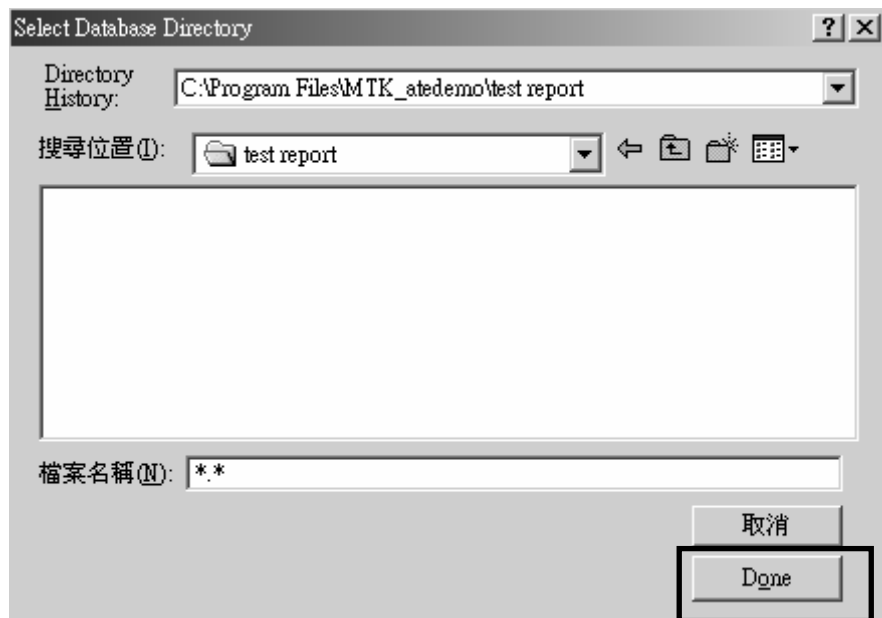 Select Database Directory
Directory History: C:\Program Files\MTK_atedemo\test report
搜尋位置(I): test report
檔案名稱(N): *.*
取消
Done